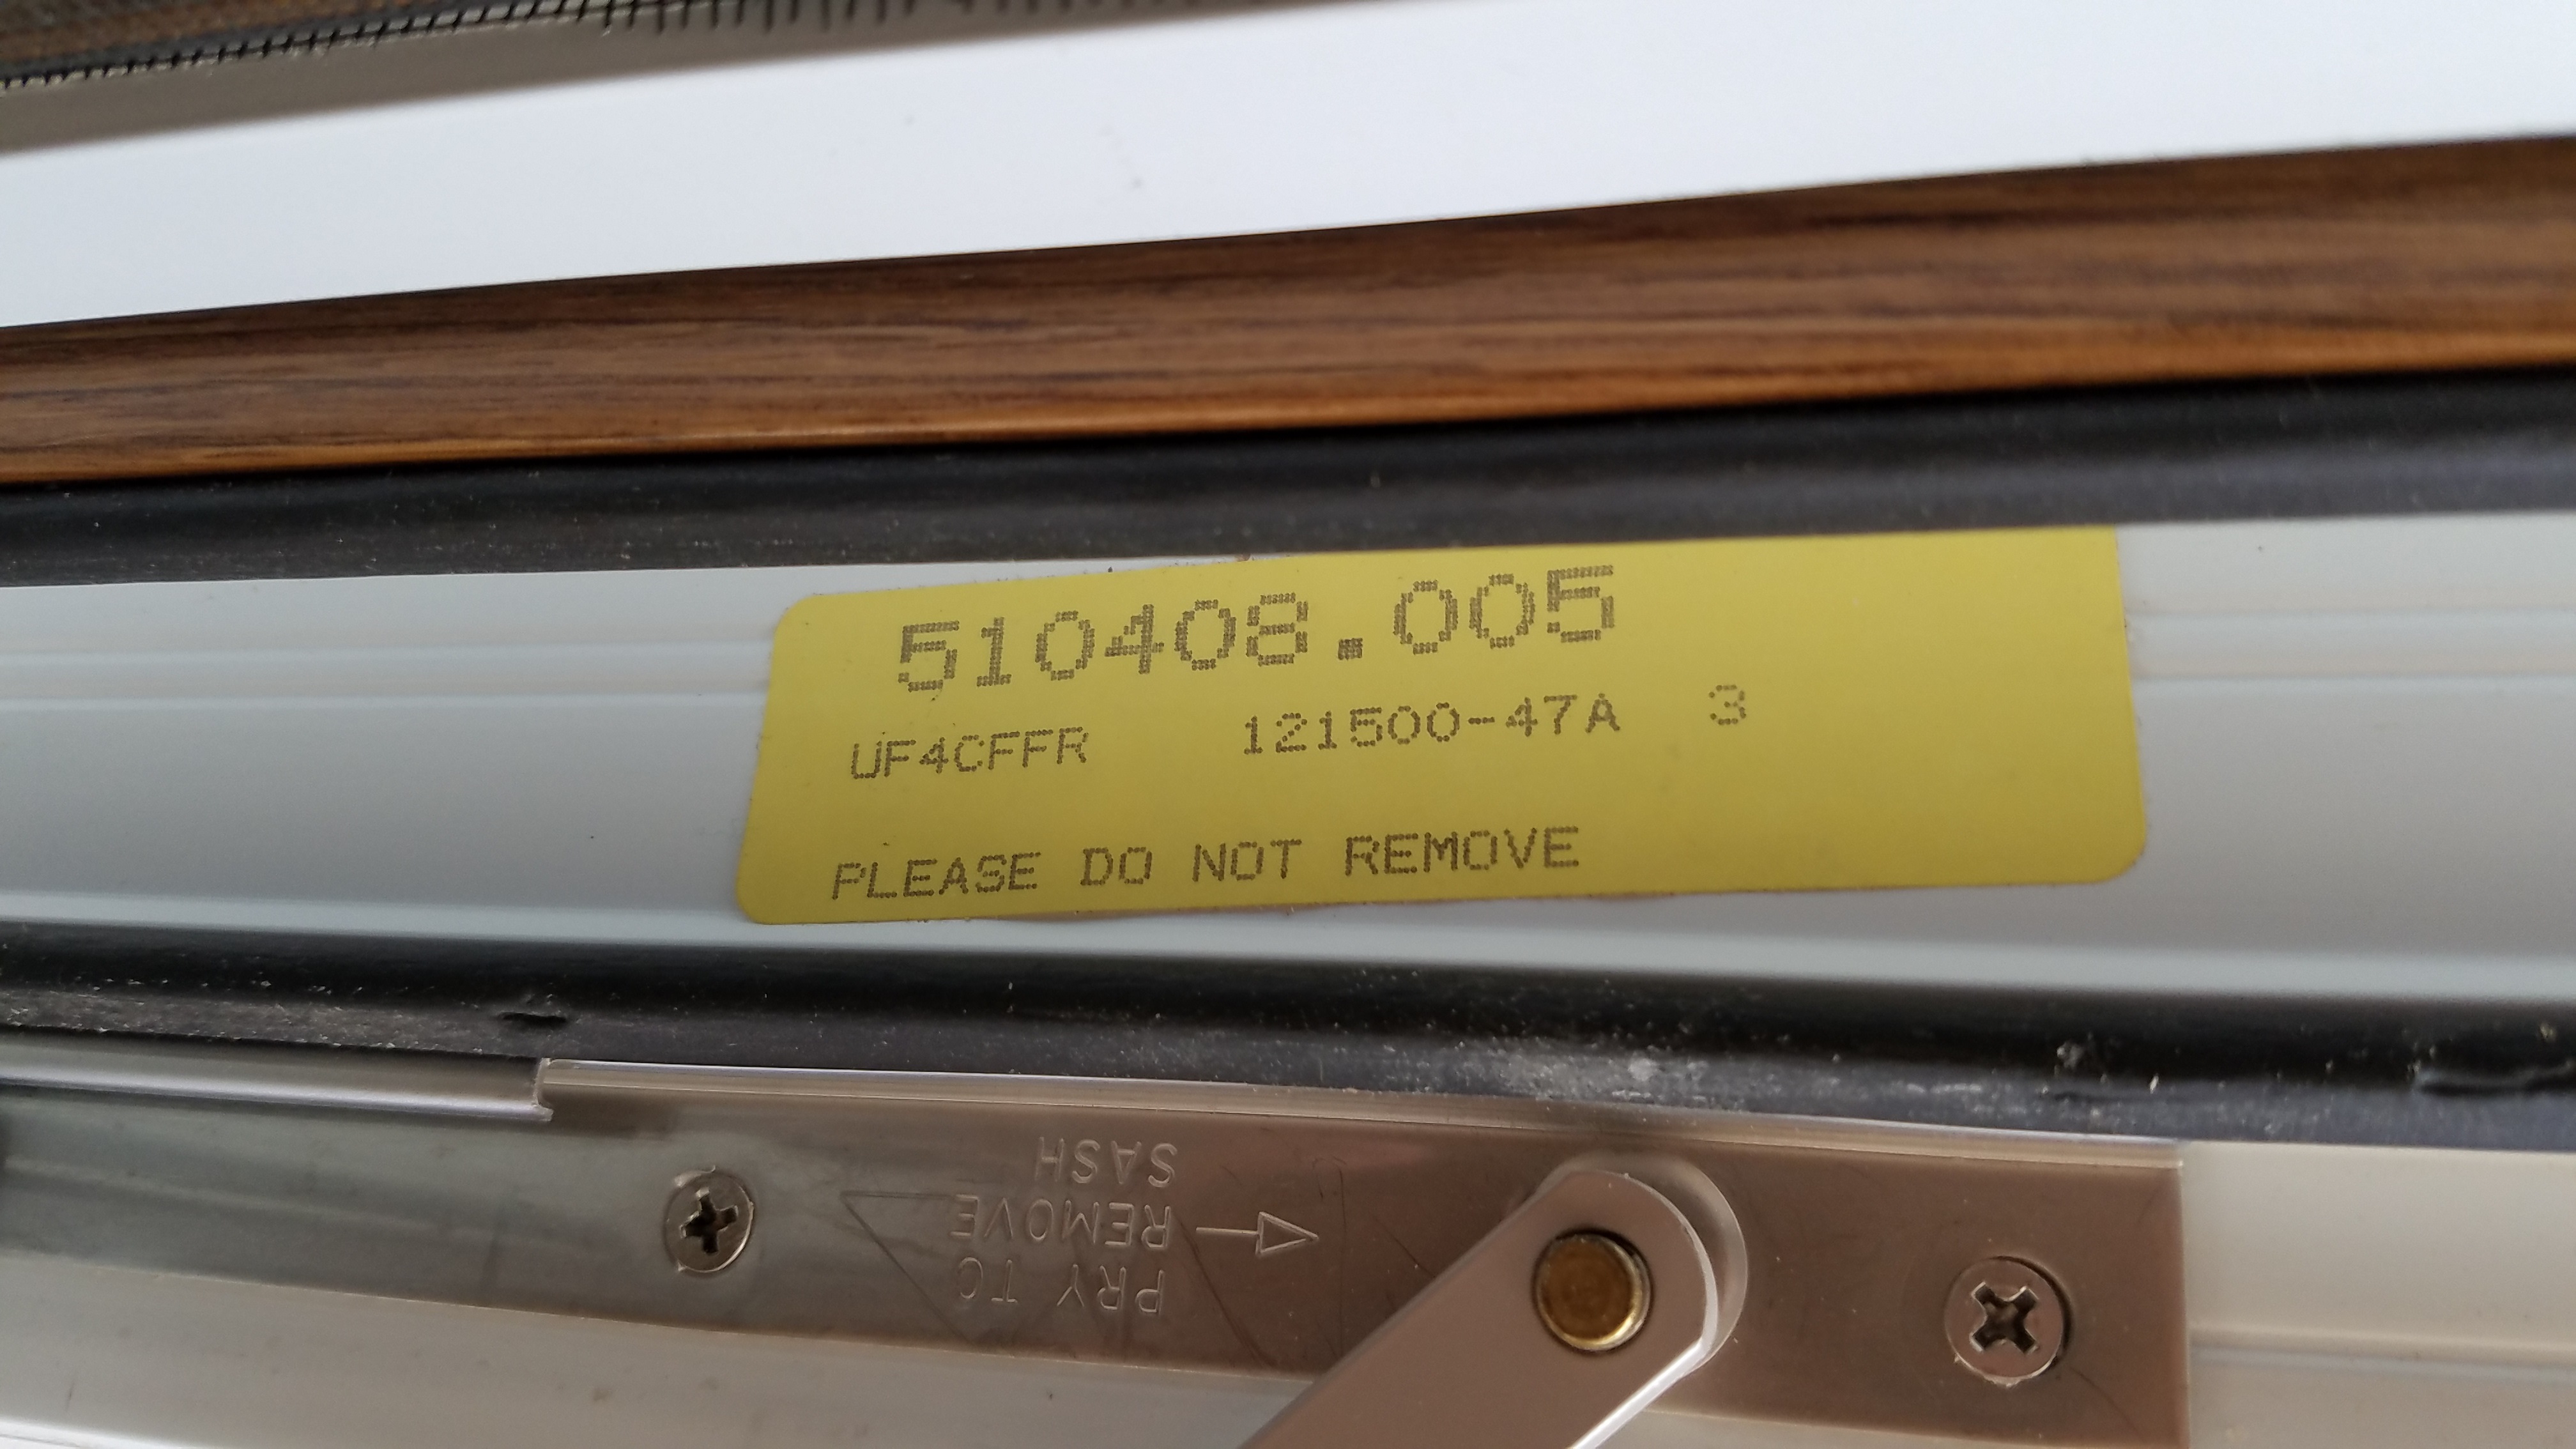 510408.005
UF4CFFR 121500-47A 3
PLEASE DO NOT REMOVE
PRY TO
REMOVE
SASH